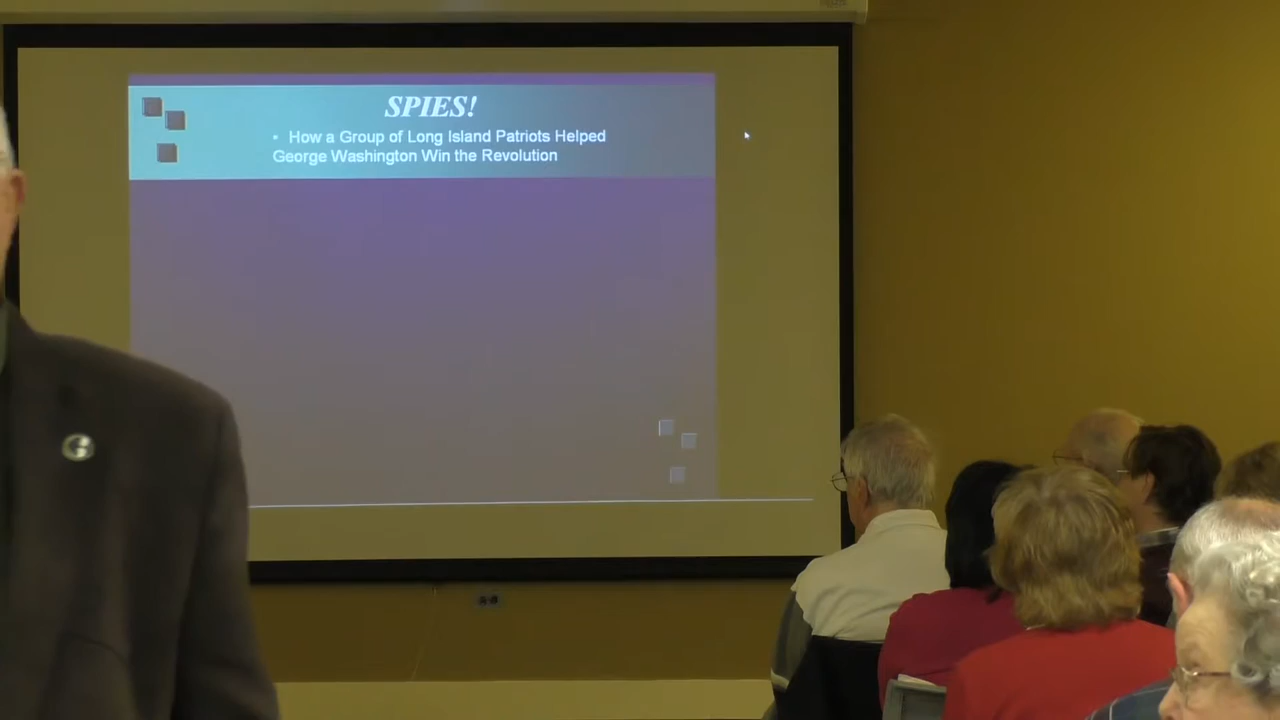 SPIES!
• How a Group of Long Island Patriots Helped
George Washington Win the Revolution